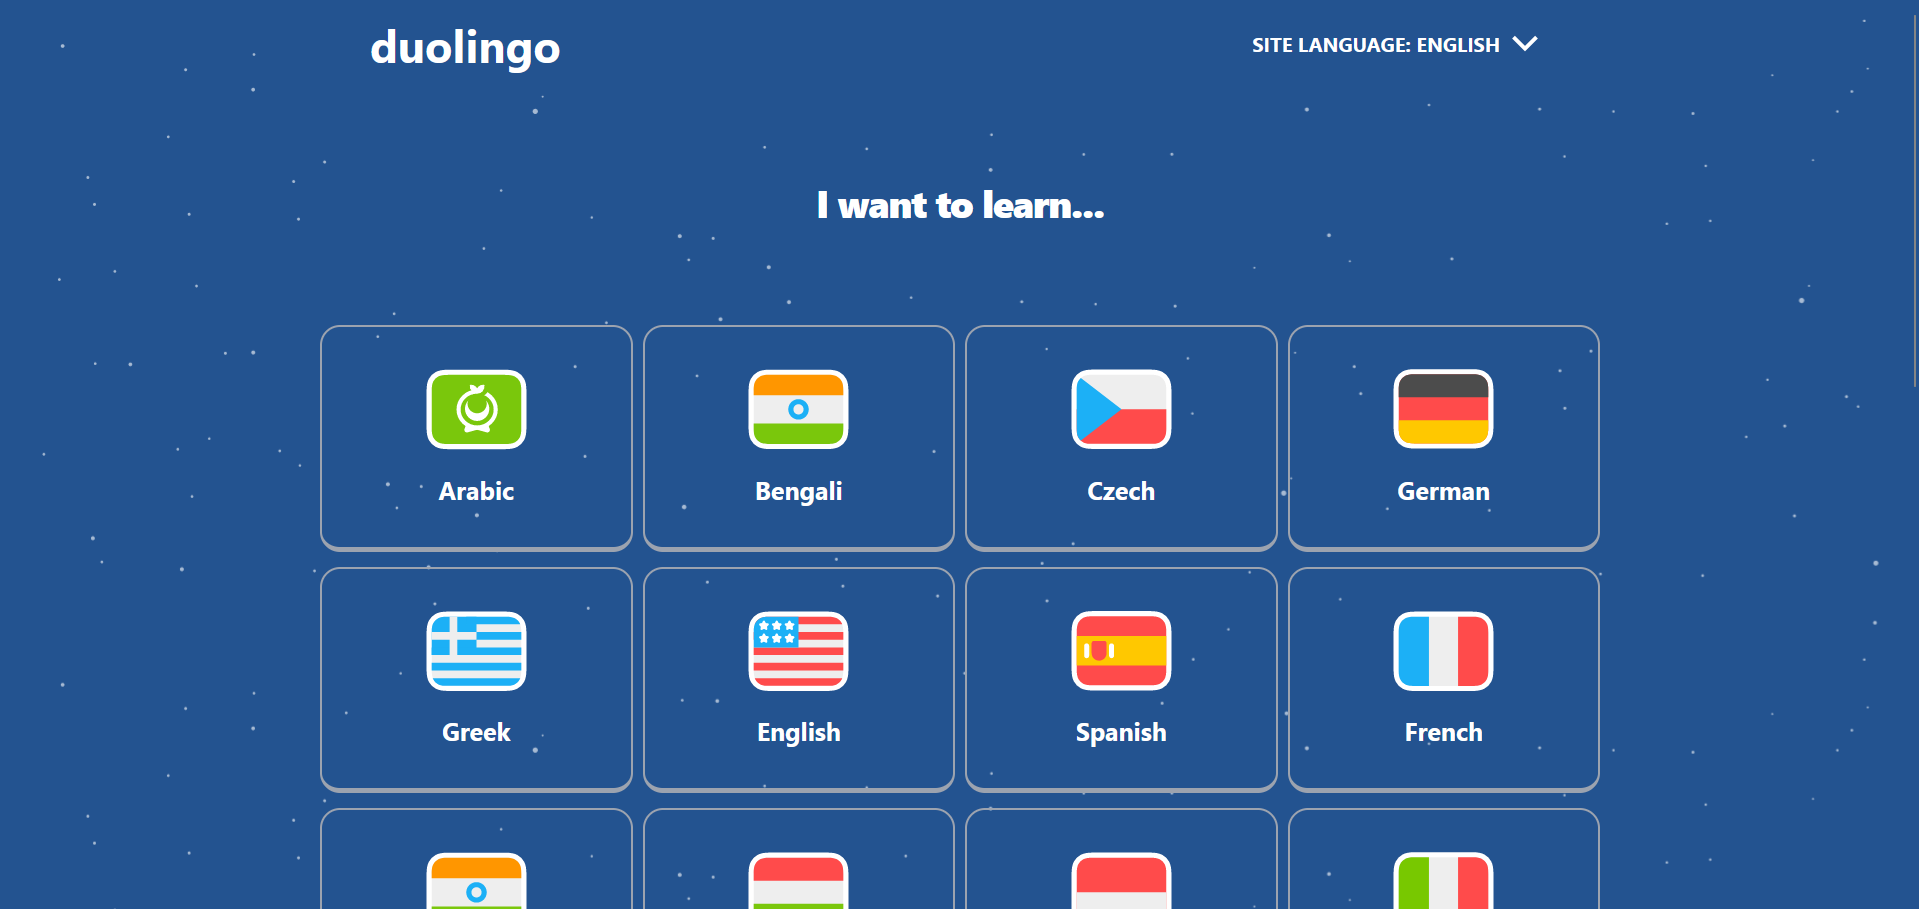 duolingo
SITE LANGUAGE: ENGLISH
I want to learn...
Arabic
Bengali
Czech
German
Greek
English
Spanish
French